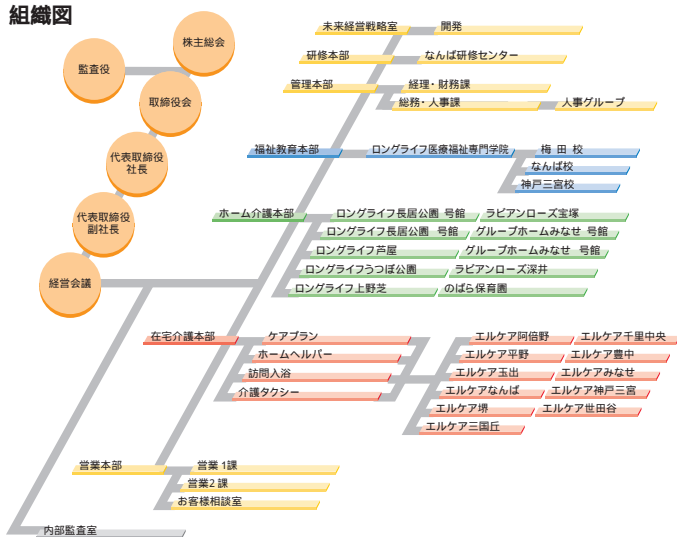 組織図
株主総会
監査役
取締役会
代表取締役
社長
代表取締役
副社長
経営会議
未来経営戦略室
開発
研修本部
なんば研修センター
管理本部
経理・財務課
総務・人事課
人事グループ
福祉教育本部
ロングライフ医療福祉専門学院
梅田校
なんば校
神戸三宮校
ホーム介護本部
ロングライフ長居公園 号館
ラビアンローズ宝塚
ロングライフ長居公園 号館
グループホームみなせ 号館
ロングライフ芦屋
グループホームみなせ 号館
ロングライフうつぼ公園
ラビアンローズ深井
ロングライフ上野芝
のばら保育園
在宅介護本部
ケアプラン
ホームヘルパー
訪問入浴
介護タクシー
エルケア阿倍野
エルケア千里中央
エルケア平野
エルケア豊中
エルケア玉出
エルケアみなせ
エルケアなんば
エルケア神戸三宮
エルケア堺
エルケア世田谷
エルケア三国丘
営業本部
営業1課
営業2課
お客様相談室
内部監査室